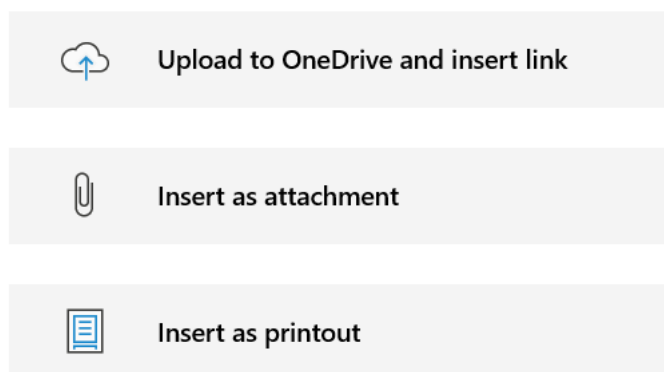 Upload to OneDrive and insert link
Insert as attachment
Insert as printout